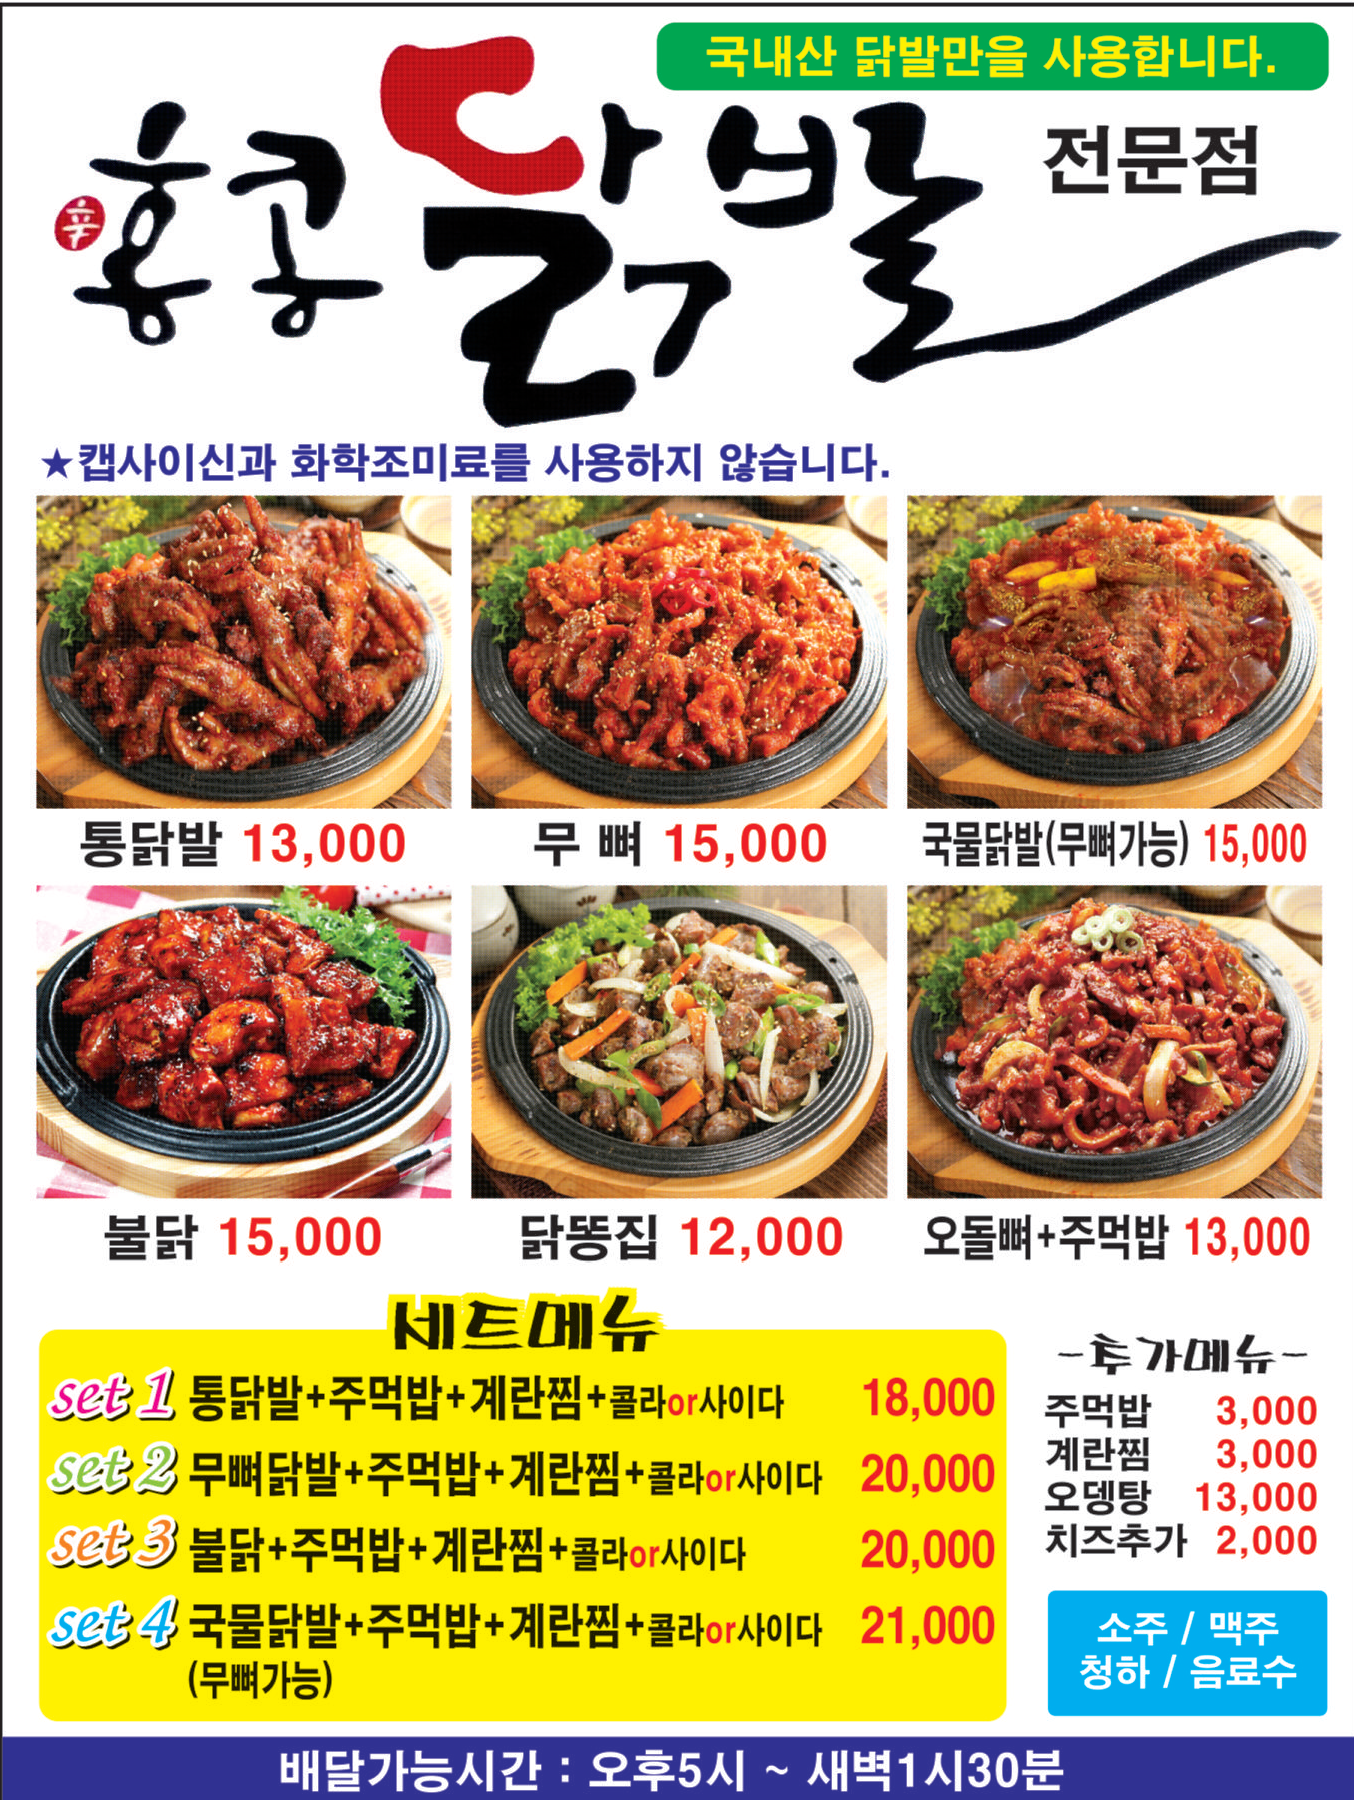 국내산 닭발만을 사용합니다.
홍콩닭발 전문점
辛
★캡사이신과 화학조미료를 사용하지 않습니다.
통닭발 13,000
무 뼈 15,000
국물닭발(무뼈가능) 15,000
불닭 15,000
닭똥집 12,000
오돌뼈+주먹밥 13,000
세트메뉴
set 1 통닭발+주먹밥+계란찜+콜라or사이다 18,000
set 2 무뼈닭발+주먹밥+계란찜+콜라or사이다 20,000
set 3 불닭+주먹밥+계란찜+콜라or사이다 20,000
set 4 국물닭발+주먹밥+계란찜+콜라or사이다 21,000
(무뼈가능)
-추가메뉴-
주먹밥 3,000
계란찜 3,000
오뎅탕 13,000
치즈추가 2,000
소주 / 맥주
청하 / 음료수
배달가능시간 : 오후5시 ~ 새벽1시30분